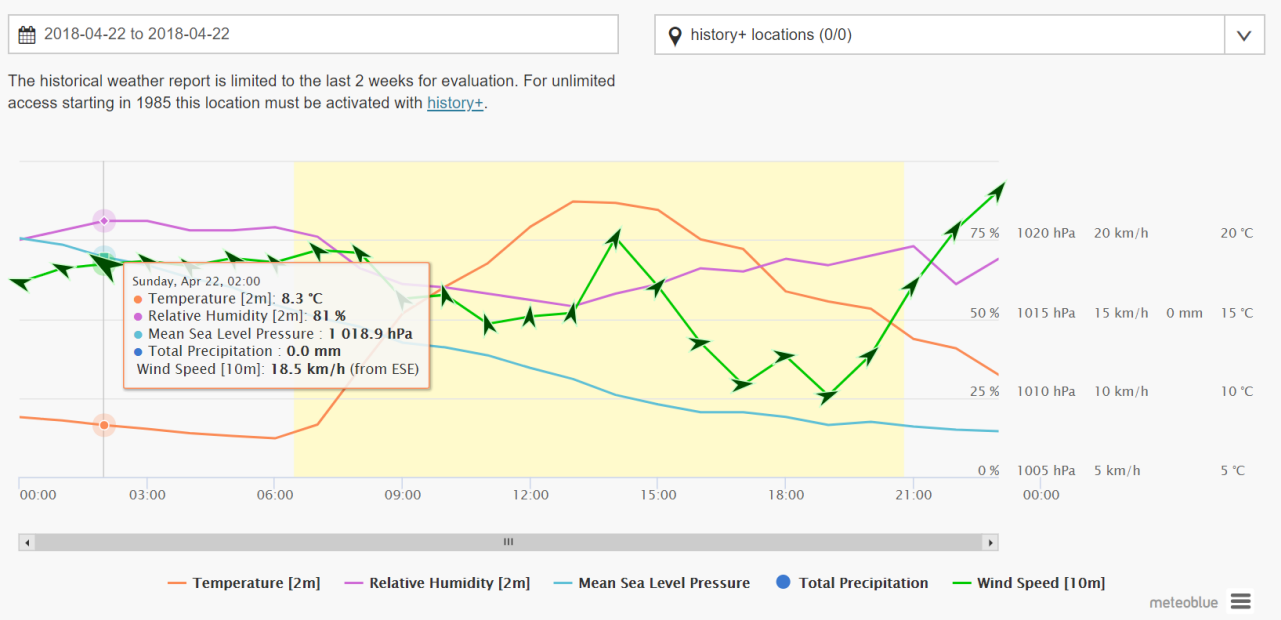 2018-04-22 to 2018-04-22
history+ locations (0/0)
The historical weather report is limited to the last 2 weeks for evaluation. For unlimited
access starting in 1985 this location must be activated with history+.
75 % 1020 hPa 20 km/h 20 °C
Sunday, Apr 22, 02:00
Temperature [2m]: 8.3 °C
Relative Humidity [2m]: 81 %
Mean Sea Level Pressure : 1 018.9 hPa
Total Precipitation : 0.0 mm
Wind Speed [10m]: 18.5 km/h (from ESE)
50 % 1015 hPa 15 km/h 0 mm 15 °C
25 % 1010 hPa 10 km/h 10 °C
0 % 1005 hPa 5 km/h 5 °C
00:00 03:00 06:00 09:00 12:00 15:00 18:00 21:00 00:00
Temperature [2m] Relative Humidity [2m] Mean Sea Level Pressure Total Precipitation Wind Speed [10m]
meteoblue